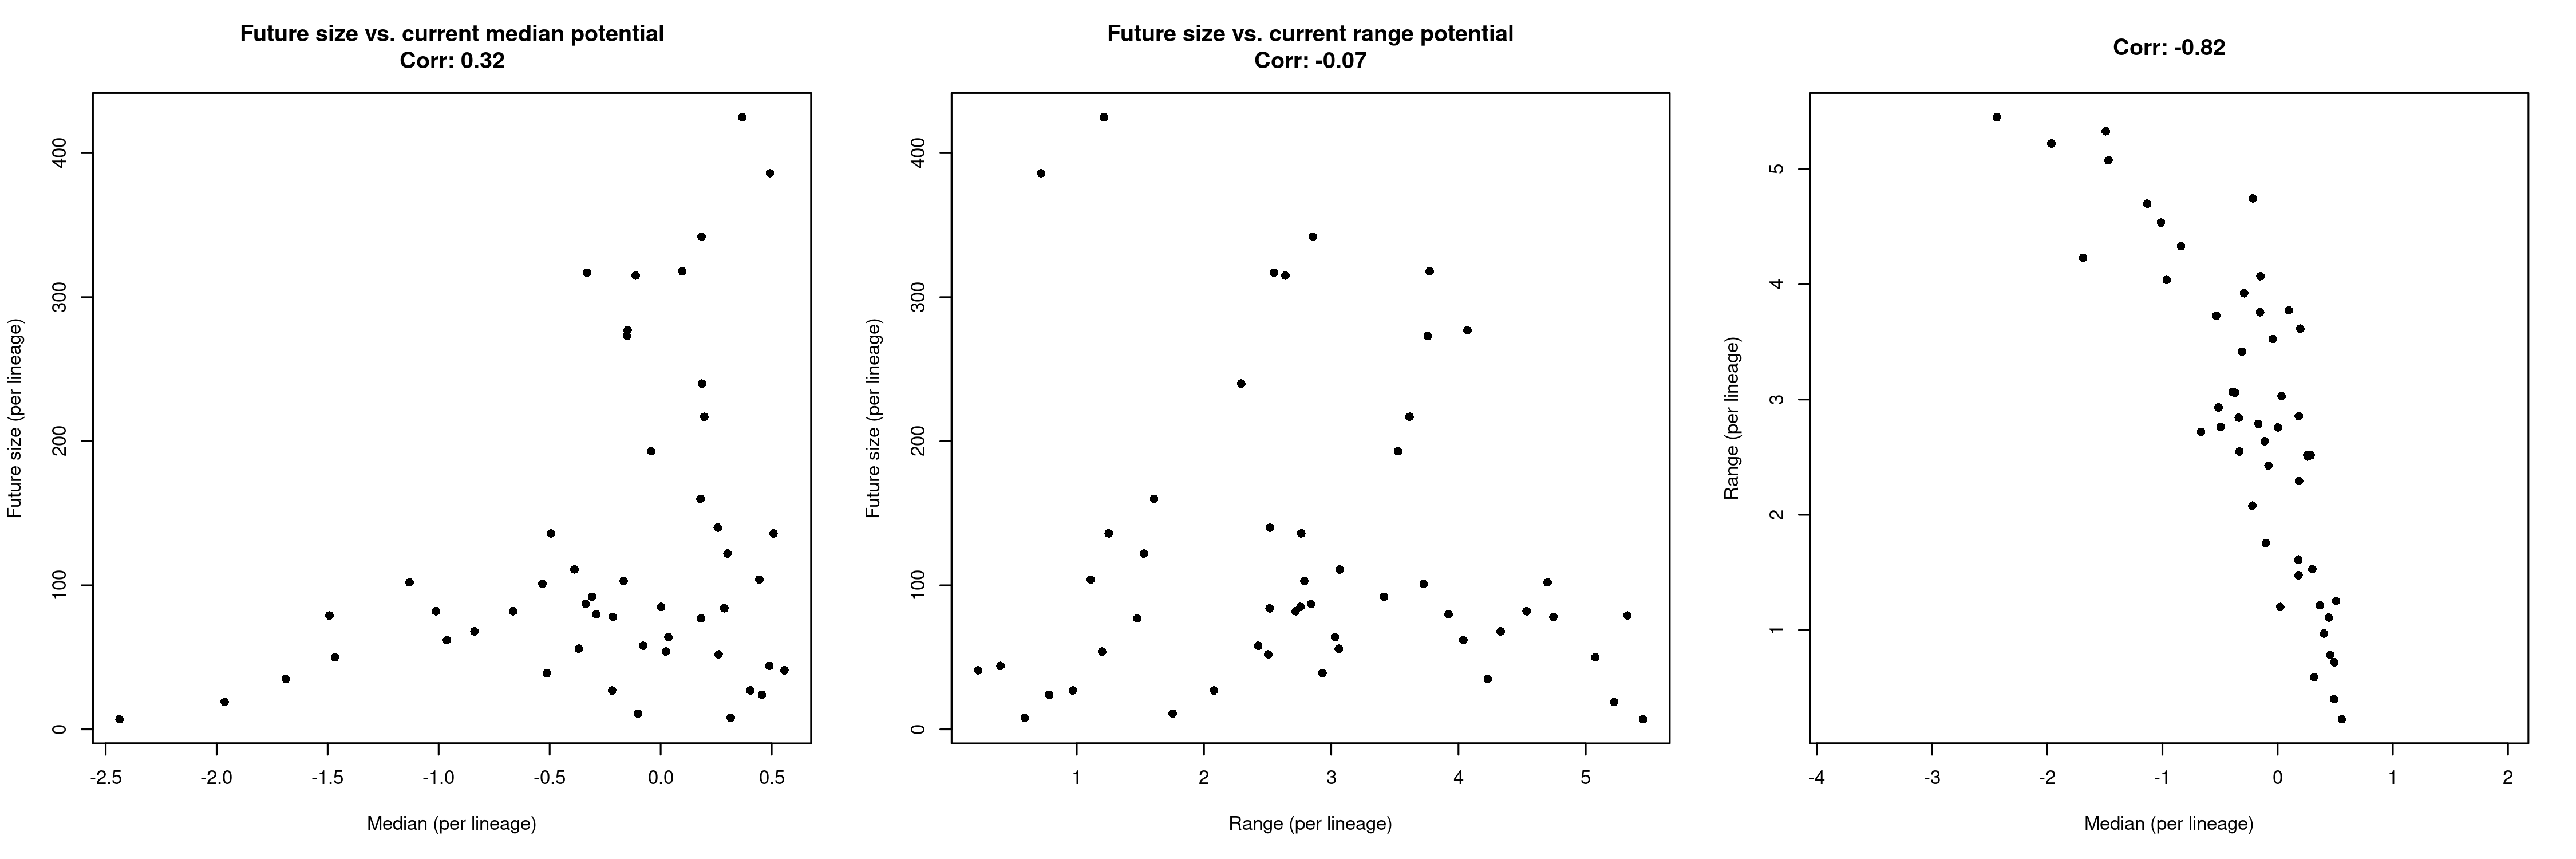 Future size vs. current median potential
Corr: 0.32
Future size (per lineage)
400
300
200
100
0
-2.5 -2.0 -1.5 -1.0 -0.5 0.0 0.5
Median (per lineage)
Future size vs. current range potential
Corr: -0.07
Future size (per lineage)
400
300
200
100
0
1 2 3 4 5
Range (per lineage)
Corr: -0.82
Range (per lineage)
5
4
3
2
1
-4 -3 -2 -1 0 1 2
Median (per lineage)